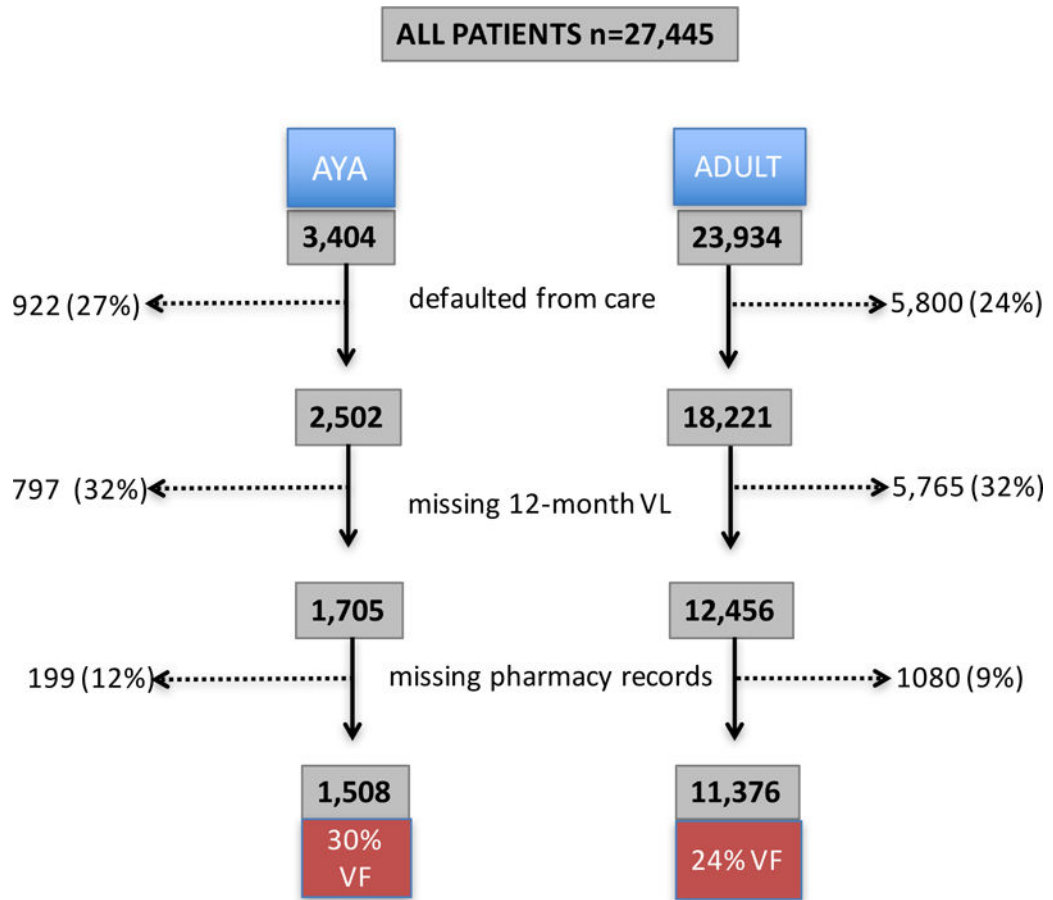 ALL PATIENTS n=27,445
AYA
ADULT
3,404
23,934
922 (27%)
defaulted from care
5,800 (24%)
2,502
18,221
797 (32%)
missing 12-month VL
5,765 (32%)
1,705
12,456
199 (12%)
missing pharmacy records
1080 (9%)
1,508
11,376
30%
VF
24% VF